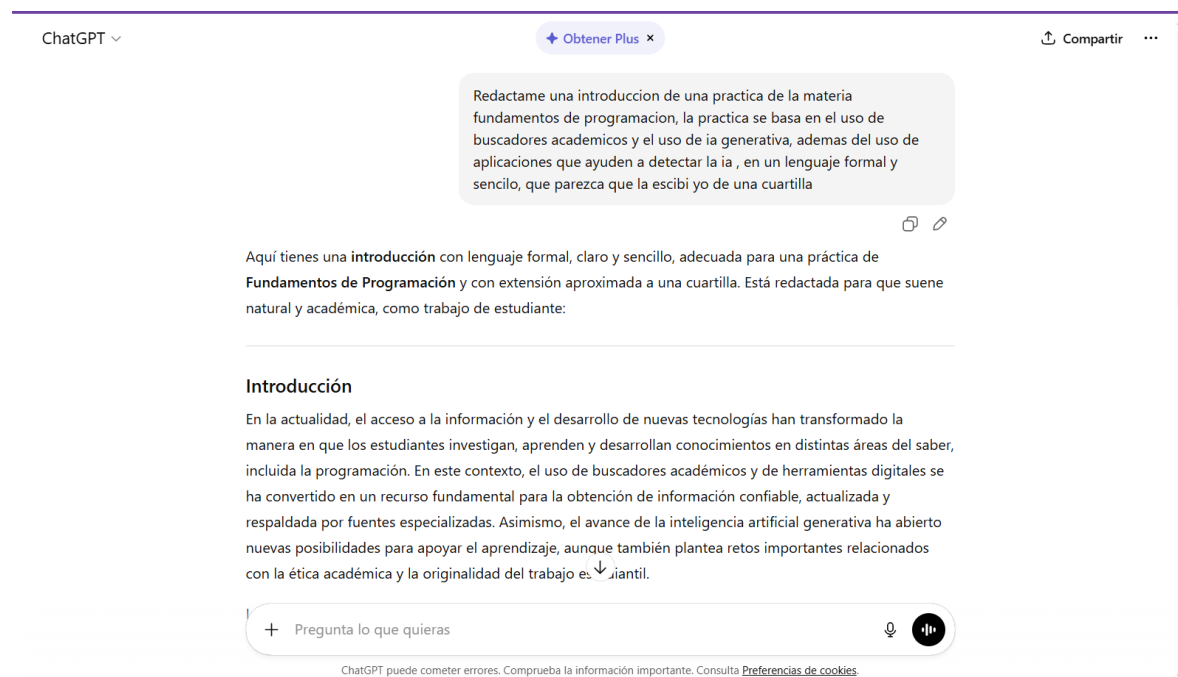 ChatGPT
Obtener Plus ×
Compartir
Redactame una introduccion de una practica de la materia
fundamentos de programacion, la practica se basa en el uso de
buscadores academicos y el uso de ia generativa, ademas del uso de
aplicaciones que ayuden a detectar la ia , en un lenguaje formal y
sencilo, que parezca que la escibi yo de una cuartilla
Aquí tienes una introducción con lenguaje formal, claro y sencillo, adecuada para una práctica de
Fundamentos de Programación y con extensión aproximada a una cuartilla. Está redactada para que suene
natural y académica, como trabajo de estudiante:
Introducción
En la actualidad, el acceso a la información y el desarrollo de nuevas tecnologías han transformado la
manera en que los estudiantes investigan, aprenden y desarrollan conocimientos en distintas áreas del saber,
incluida la programación. En este contexto, el uso de buscadores académicos y de herramientas digitales se
ha convertido en un recurso fundamental para la obtención de información confiable, actualizada y
respaldada por fuentes especializadas. Asimismo, el avance de la inteligencia artificial generativa ha abierto
nuevas posibilidades para apoyar el aprendizaje, aunque también plantea retos importantes relacionados
con la ética académica y la originalidad del trabajo
Pregunta lo que quieras
ChatGPT puede cometer errores. Comprueba la información importante. Consulta Preferencias de cookies.